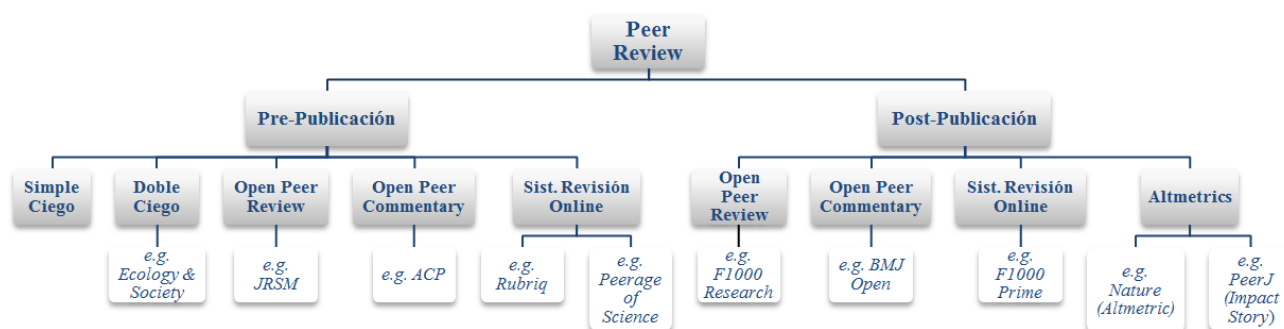 Peer
Review
Pre-Publicación
Post-Publicación
Simple
Ciego
Doble
Ciego
Open Peer
Review
Open Peer
Commentary
Sist. Revisión
Online
Open
Peer
Review
Open Peer
Commentary
Sist. Revisión
Online
Altmetrics
e.g.
Ecology &
Society
e.g.
JRSM
e.g. ACP
e.g.
Rubriq
e.g.
Peerage of
Science
e.g.
F1000
Research
e.g. BMJ
Open
e.g.
F1000
Prime
e.g.
Nature
(Altmetric)
e.g.
PeerJ
(Impact
Story)